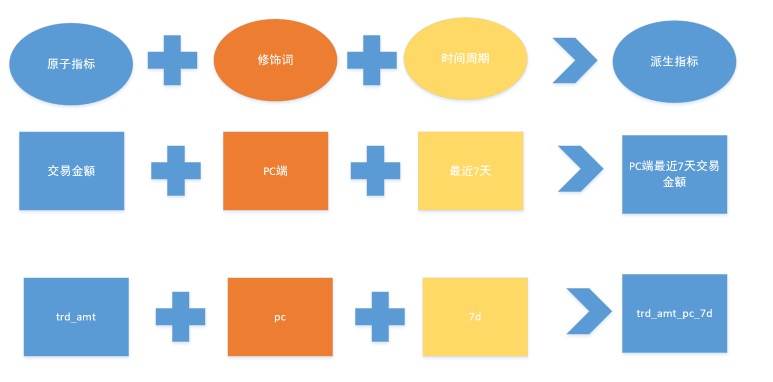 原子指标
修饰词
时间周期
派生指标
交易金额
PC端
最近7天
PC端最近7天交易
金额
trd_amt
pc
7d
trd_amt_pc_7d